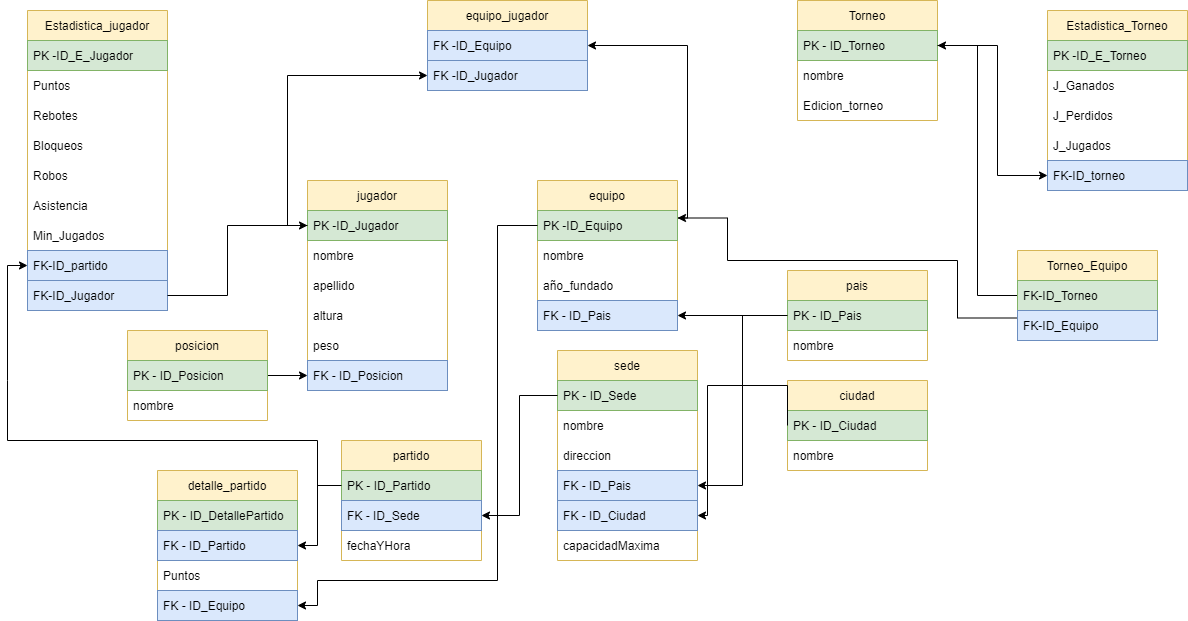 Estadistica_jugador
PK -ID_E_Jugador
Puntos
Rebotes
Bloqueos
Robos
Asistencia
Min_Jugados
FK-ID_partido
FK-ID_Jugador
equipo_jugador
FK -ID_Equipo
FK -ID_Jugador
Torneo
PK - ID_Torneo
nombre
Edicion_torneo
Estadistica_Torneo
PK -ID_E_Torneo
J_Ganados
J_Perdidos
J_Jugados
FK-ID_torneo
jugador
PK -ID_Jugador
nombre
apellido
altura
peso
FK - ID_Posicion
equipo
PK -ID_Equipo
nombre
año_fundado
FK - ID_Pais
Torneo_Equipo
FK-ID_Torneo
FK-ID_Equipo
pais
PK - ID_Pais
nombre
posicion
PK - ID_Posicion
nombre
sede
PK - ID_Sede
nombre
direccion
FK - ID_Pais
FK - ID_Ciudad
capacidadMaxima
ciudad
PK - ID_Ciudad
nombre
partido
PK - ID_Partido
FK - ID_Sede
fechaYHora
detalle_partido
PK - ID_DetallePartido
FK - ID_Partido
Puntos
FK - ID_Equipo